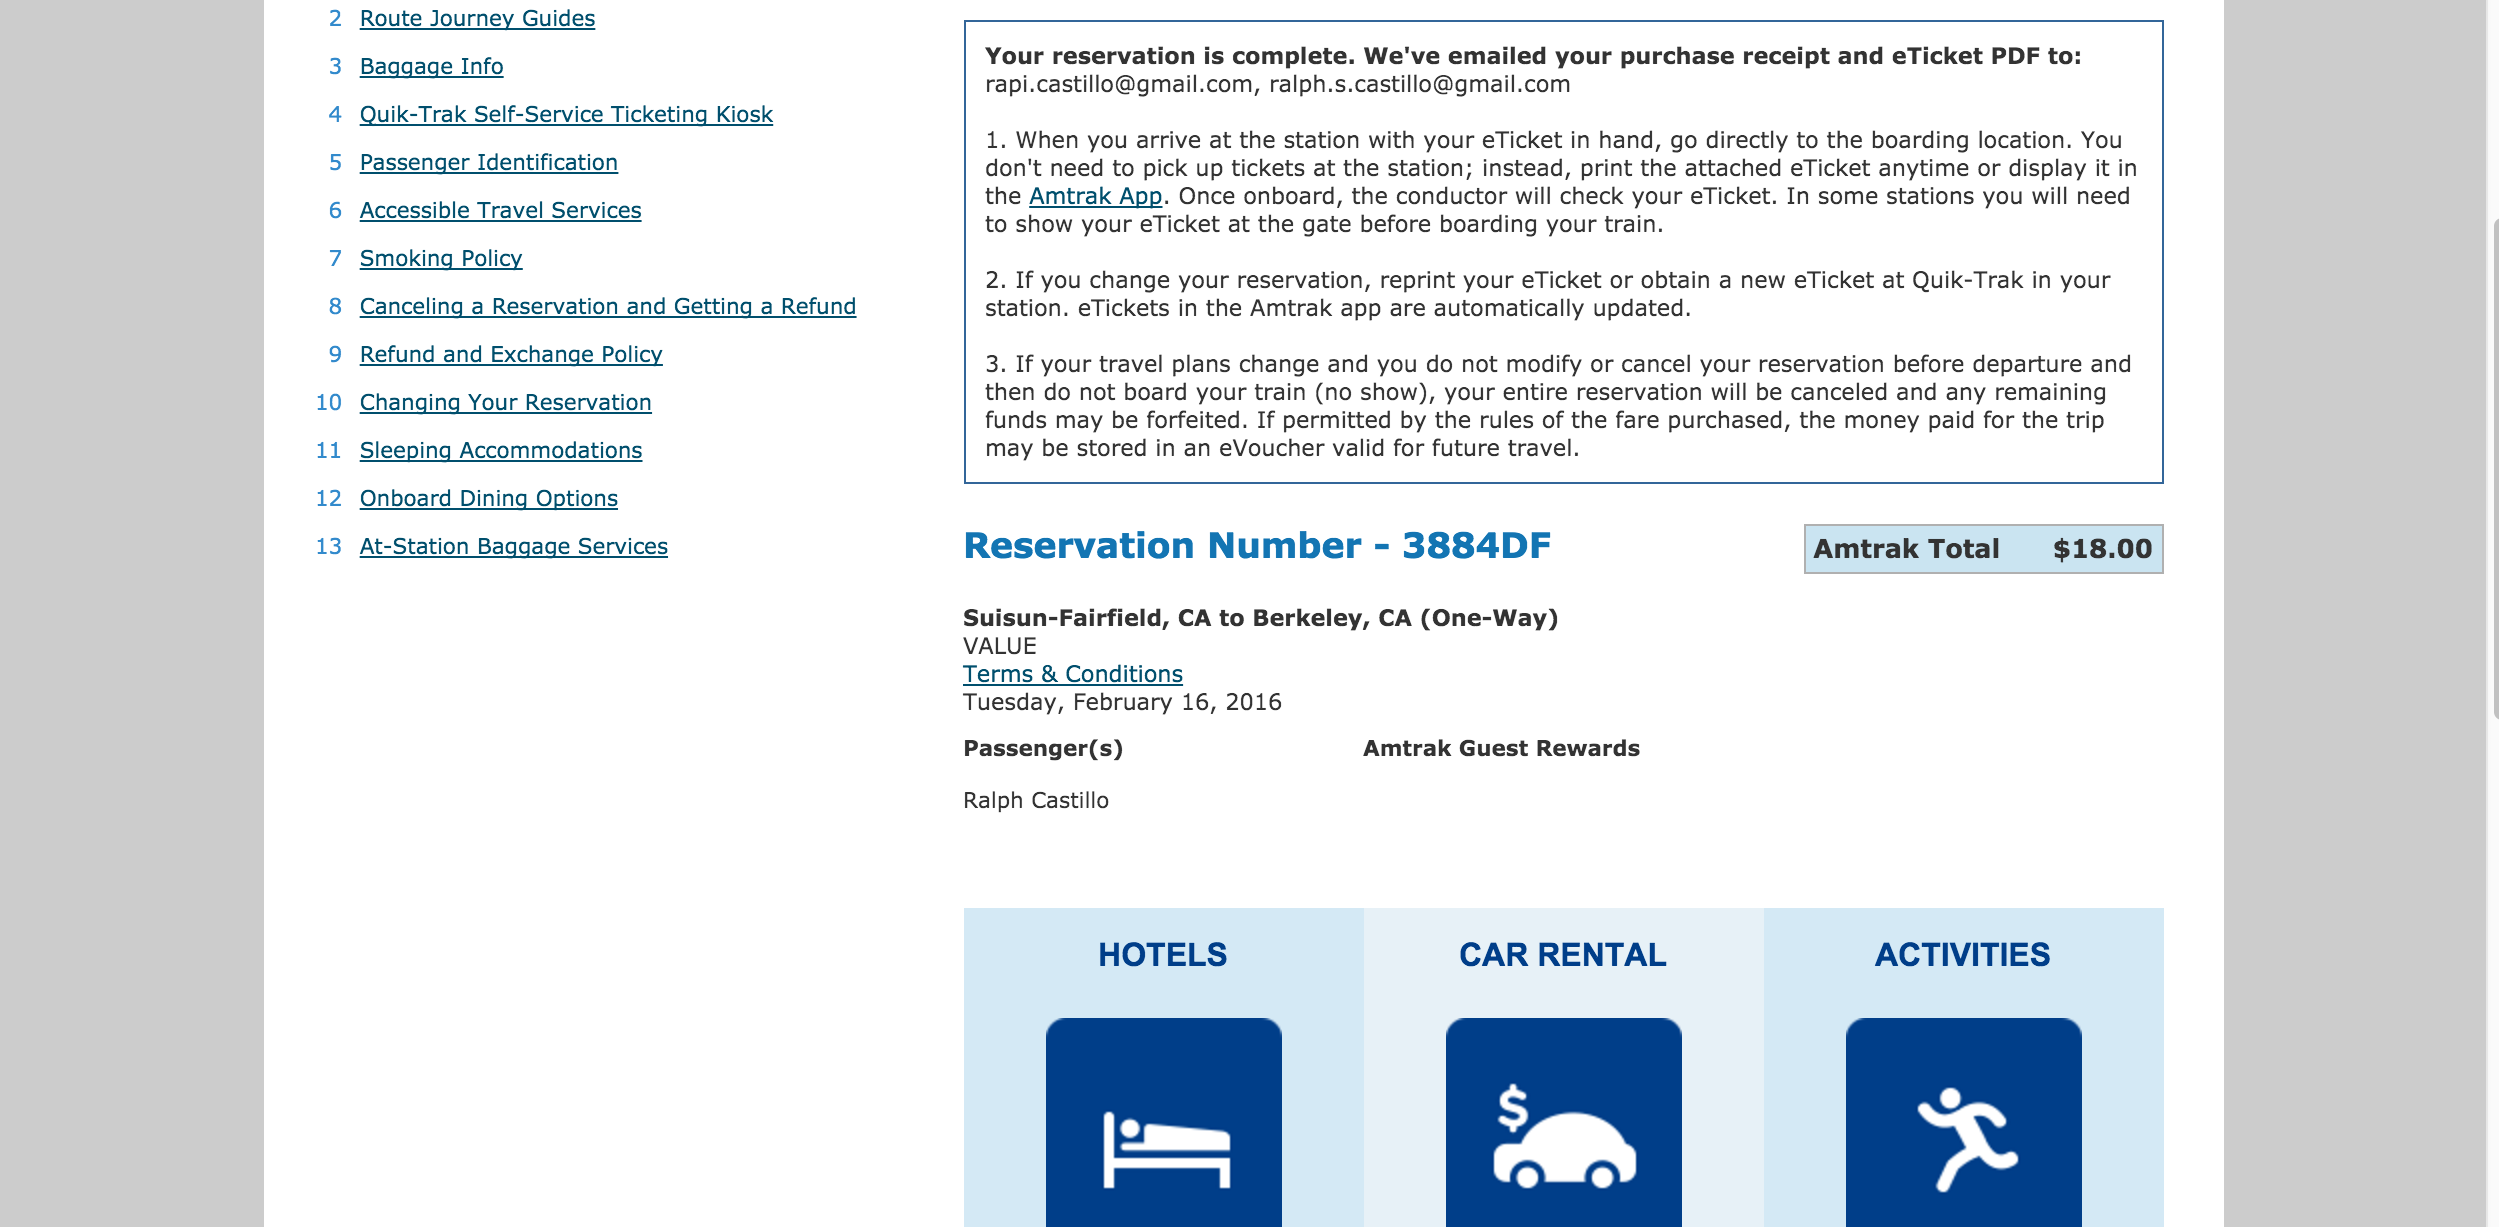 2 Route Journey Guides
3 Baggage Info
4 Quik-Trak Self-Service Ticketing Kiosk
5 Passenger Identification
6 Accessible Travel Services
7 Smoking Policy
8 Canceling a Reservation and Getting a Refund
9 Refund and Exchange Policy
10 Changing Your Reservation
11 Sleeping Accommodations
12 Onboard Dining Options
13 At-Station Baggage Services
Your reservation is complete. We've emailed your purchase receipt and eTicket PDF to:
rapi.castillo@gmail.com, ralph.s.castillo@gmail.com
1. When you arrive at the station with your eTicket in hand, go directly to the boarding location. You
don't need to pick up tickets at the station; instead, print the attached eTicket anytime or display it in
the Amtrak App. Once onboard, the conductor will check your eTicket. In some stations you will need
to show your eTicket at the gate before boarding your train.
2. If you change your reservation, reprint your eTicket or obtain a new eTicket at Quik-Trak in your
station. eTickets in the Amtrak app are automatically updated.
3. If your travel plans change and you do not modify or cancel your reservation before departure and
then do not board your train (no show), your entire reservation will be canceled and any remaining
funds may be forfeited. If permitted by the rules of the fare purchased, the money paid for the trip
may be stored in an eVoucher valid for future travel.
Reservation Number - 3884DF
Amtrak Total $18.00
Suisun-Fairfield, CA to Berkeley, CA (One-Way)
VALUE
Terms & Conditions
Tuesday, February 16, 2016
Passenger(s) Amtrak Guest Rewards
Ralph Castillo
HOTELS CAR RENTAL ACTIVITIES
$